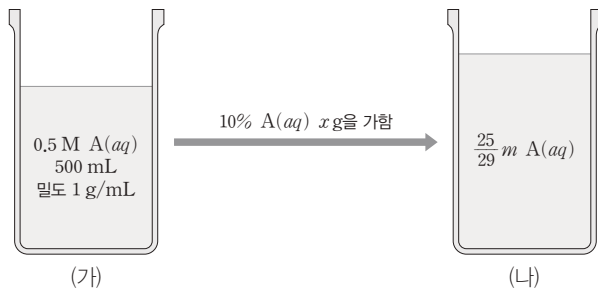 0.5 M A(aq)
500 mL
밀도 1 g/mL
10% A(aq) x g을 가함
25/29 m A(aq)
(가)
(나)